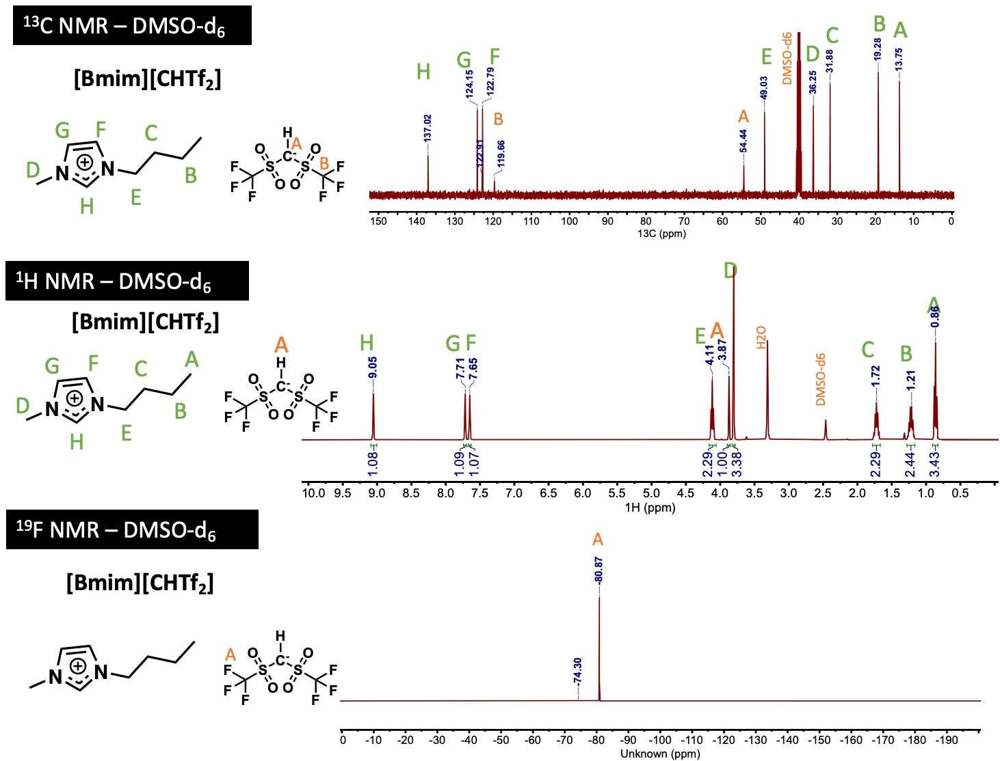 ¹³C NMR – DMSO-d₆
[Bmim][CHTf₂]
G F C D B E H
N N
H A C- O O S S O O B F F F F F F
H G F B A E DMSO-d6 D C B A
137.02 124.15 122.91 122.79 119.66 54.44 49.03 36.25 31.88 19.28 13.75
150 140 130 120 110 100 90 80 70 60 50 40 30 20 10 0
13C (ppm)
¹H NMR – DMSO-d₆
[Bmim][CHTf₂]
G F C A D B E H
N N
A H C- O O S S O O F F F F F F
H G F E A D H2O DMSO-d6 C B A
9.05 7.71 7.65 4.11 3.87 1.72 1.21 0.86
1.08 1.09 1.07 2.29 1.00 3.38 2.29 2.44 3.43
10.0 9.5 9.0 8.5 8.0 7.5 7.0 6.5 6.0 5.5 5.0 4.5 4.0 3.5 3.0 2.5 2.0 1.5 1.0 0.5
1H (ppm)
¹⁹F NMR – DMSO-d₆
[Bmim][CHTf₂]
N N
A H C- O O S S O O F F F F F F
A
-74.30 -80.87
0 -10 -20 -30 -40 -50 -60 -70 -80 -90 -100 -110 -120 -130 -140 -150 -160 -170 -180 -190
Unknown (ppm)